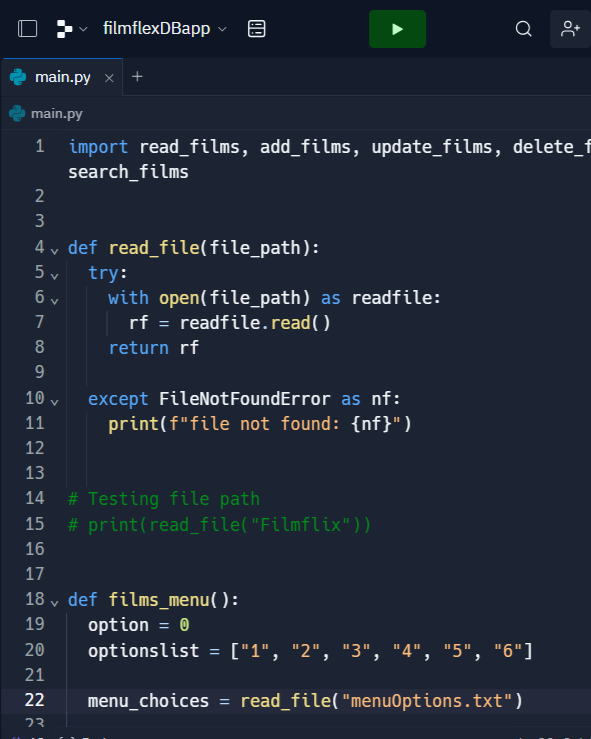 filmflexDBapp
main.py × +
main.py
1 import read_films, add_films, update_films,
search_films
2
3
4 def read_file(file_path):
5 try:
6 with open(file_path) as readfile:
7 rf = readfile.read()
8 return rf
9
10 except FileNotFoundError as nf:
11 print(f"file not found: {nf}")
12
13
14 # Testing file path
15 # print(read_file("Filmflix"))
16
17
18 def films_menu():
19 option = 0
20 optionslist = ["1", "2", "3", "4", "5", "6"]
21
22 menu_choices = read_file("menuOptions.txt")
23